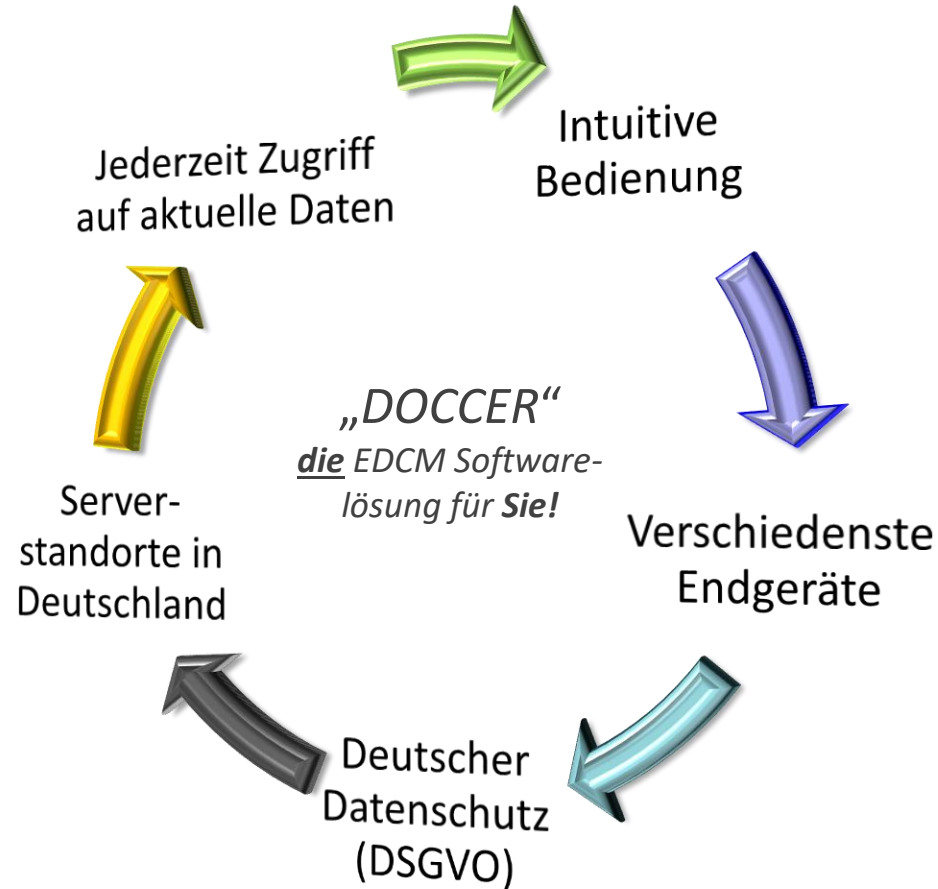 Jederzeit Zugriff
auf aktuelle Daten
Intuitive
Bedienung
„DOCCER“
die EDCM Software-
lösung für Sie!
Server-
standorte in
Deutschland
Verschiedenste
Endgeräte
Deutscher
Datenschutz
(DSGVO)